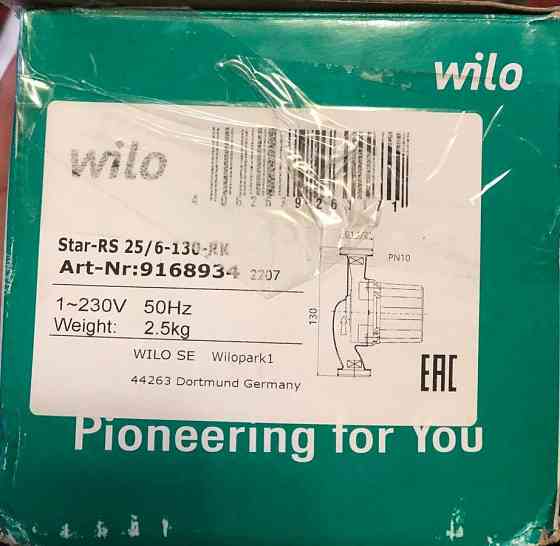 wilo
wilo
Star-RS 25/6-130-RK
Art-Nr:9168934 2207
1~230V 50Hz
Weight: 2.5kg
WILO SE Wilopark1
44263 Dortmund Germany
PN10
130
EAC
Pioneering for You